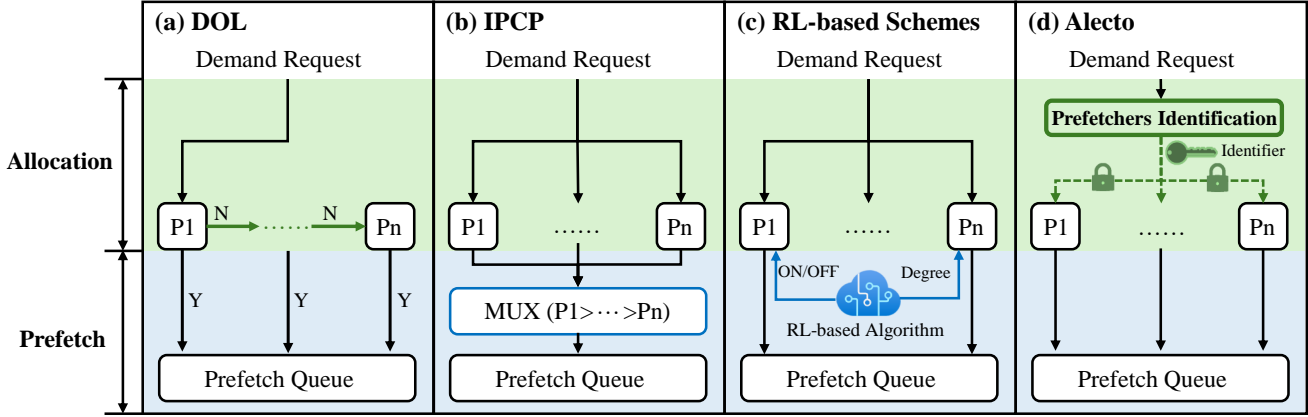 (a) DOL
Demand Request
Allocation
P1
N
······
N
Pn
Y
Y
Y
Prefetch
Prefetch Queue
(b) IPCP
Demand Request
P1
······
Pn
MUX (P1>···>Pn)
Prefetch Queue
(c) RL-based Schemes
Demand Request
P1
······
Pn
ON/OFF
Degree
RL-based Algorithm
Prefetch Queue
(d) Alecto
Demand Request
Prefetchers Identification
Identifier
P1
······
Pn
Prefetch Queue